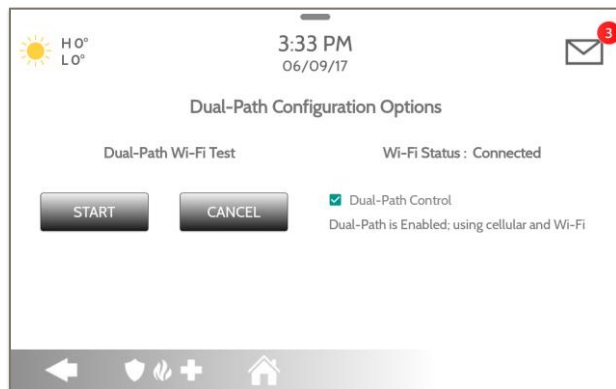 H 0°
L 0°
3:33 PM
06/09/17
3
Dual-Path Configuration Options
Dual-Path Wi-Fi Test
Wi-Fi Status : Connected
START
CANCEL
Dual-Path Control
Dual-Path is Enabled; using cellular and Wi-Fi